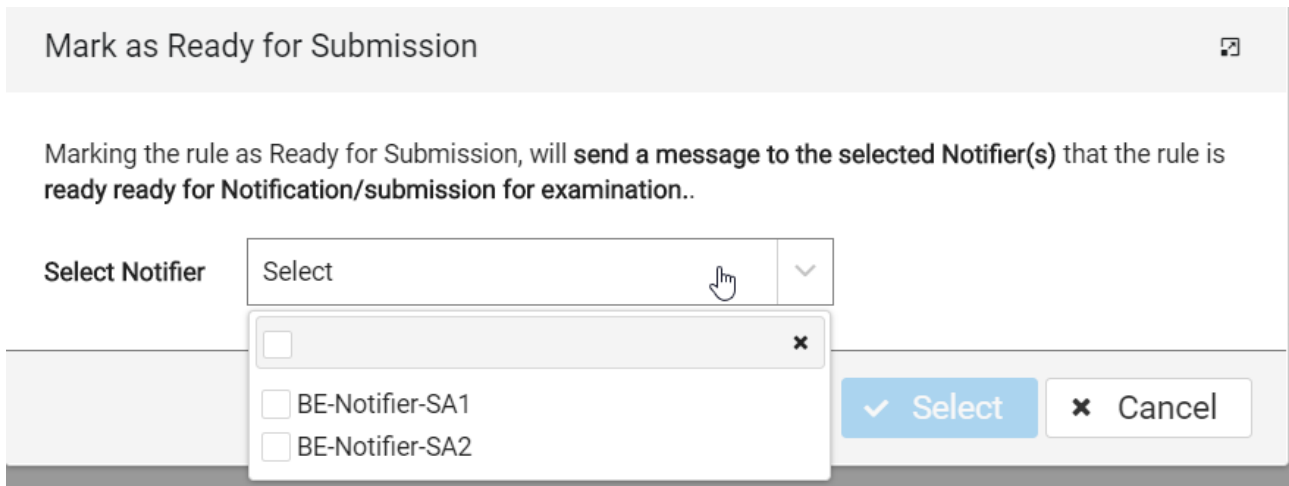 Mark as Ready for Submission
Marking the rule as Ready for Submission, will send a message to the selected Notifier(s) that the rule is
ready ready for Notification/submission for examination..
Select Notifier Select
BE-Notifier-SA1
BE-Notifier-SA2
Select Cancel